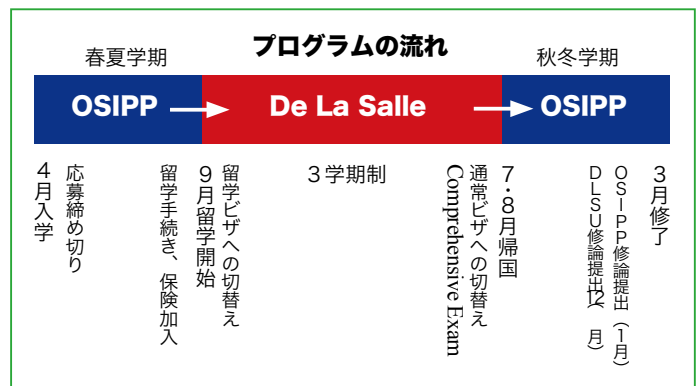 プログラムの流れ
春夏学期
秋冬学期
OSIPP
De La Salle
OSIPP
4月入学
応募締め切り
留学手続き、保険加入
9月留学開始
留学ビザへの切替え
3学期制
Comprehensive Exam
通常ビザへの切替え
7・8月帰国
DLSU修論提出(12月)
OSIPP修論提出(1月)
3月修了